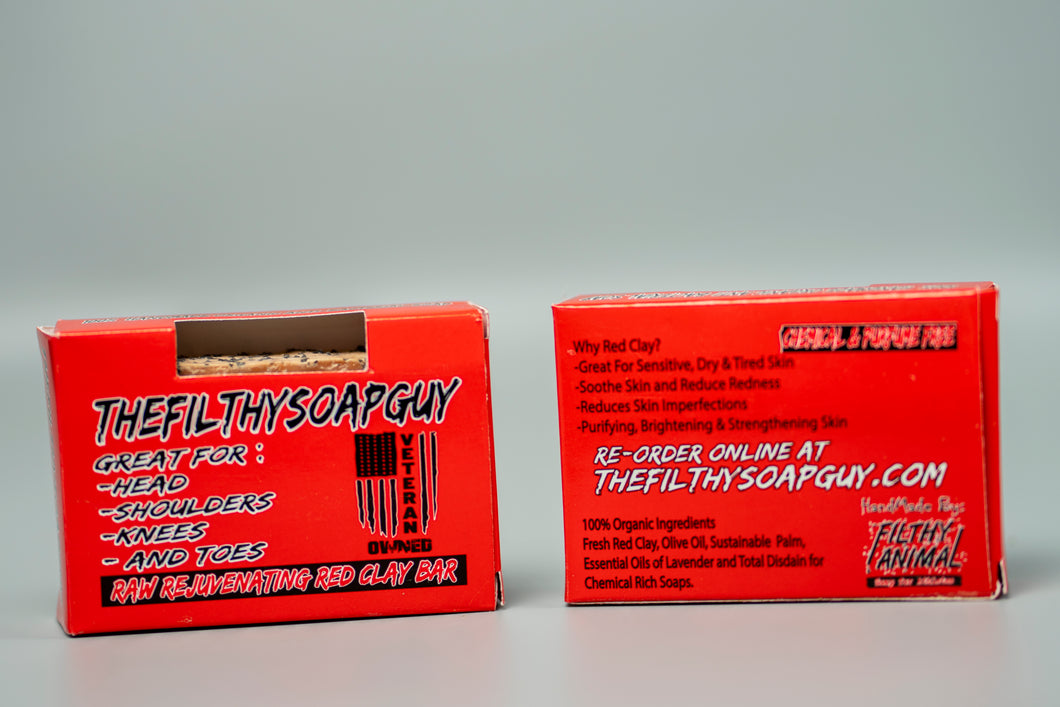 THEFILTHYSOAPGUY
GREAT FOR :
-HEAD
-SHOULDERS
-KNEES
- AND TOES
VETERAN
OWNED
RAW REJUVENATING RED CLAY BAR
CHEMICAL & PERFUME FREE
Why Red Clay?
-Great For Sensitive, Dry & Tired Skin
-Soothe Skin and Reduce Redness
-Reduces Skin Imperfections
-Purifying, Brightening & Strengthening Skin
RE-ORDER ONLINE AT
THEFILTHYSOAPGUY.COM
100% Organic Ingredients
Fresh Red Clay, Olive Oil, Sustainable Palm,
Essential Oils of Lavender and Total Disdain for
Chemical Rich Soaps.
HandMade By:
FILTHY
ANIMAL